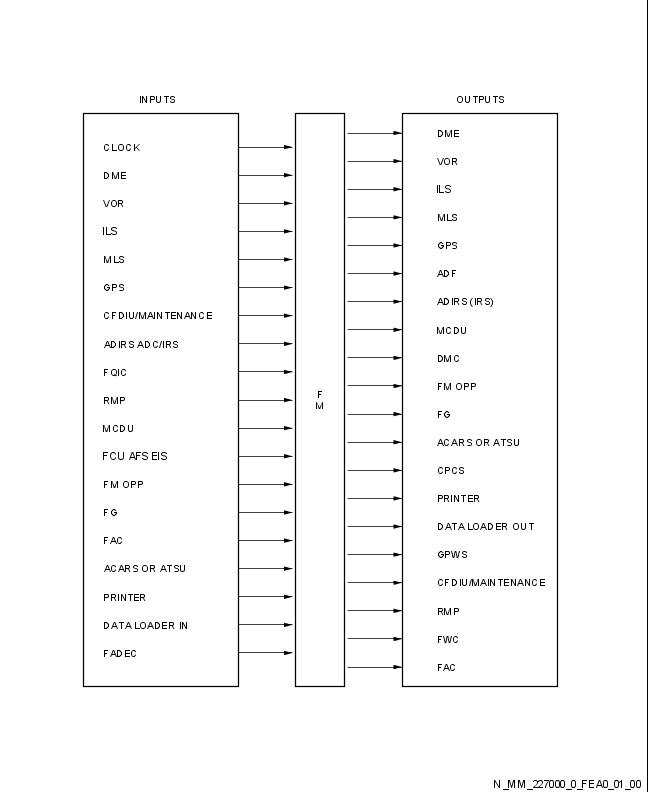 INPUTS
OUTPUTS
CLOCK
DME
VOR
ILS
MLS
GPS
CFDIU/MAINTENANCE
ADIRS ADC/IRS
FQIC
RMP
MCDU
FCU AFS EIS
FM OPP
FG
FAC
ACARS OR ATSU
PRINTER
DATA LOADER IN
FADEC
F
M
DME
VOR
ILS
MLS
GPS
ADF
ADIRS (IRS)
MCDU
DMC
FM OPP
FG
ACARS OR ATSU
CPCS
PRINTER
DATA LOADER OUT
GPWS
CFDIU/MAINTENANCE
RMP
FWC
FAC
N_MM_227000_0_FEA0_01_00